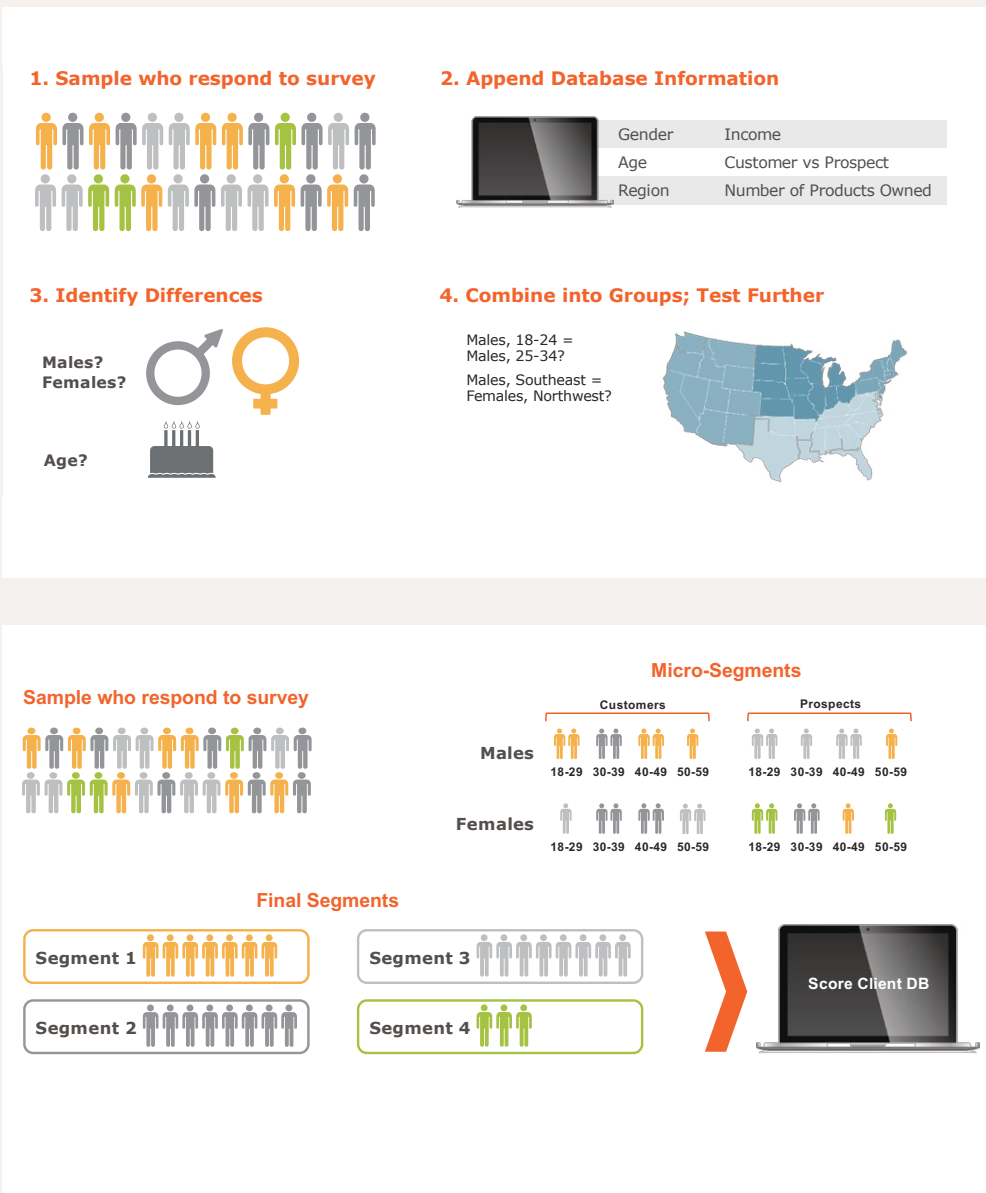 1. Sample who respond to survey
2. Append Database Information
Gender Income
Age Customer vs Prospect
Region Number of Products Owned
3. Identify Differences
Males?
Females?
Age?
4. Combine into Groups; Test Further
Males, 18-24 =
Males, 25-34?
Males, Southeast =
Females, Northwest?
Sample who respond to survey
Micro-Segments
Customers Prospects
Males
18-29 30-39 40-49 50-59 18-29 30-39 40-49 50-59
Females
18-29 30-39 40-49 50-59 18-29 30-39 40-49 50-59
Final Segments
Segment 1
Segment 2
Segment 3
Segment 4
Score Client DB